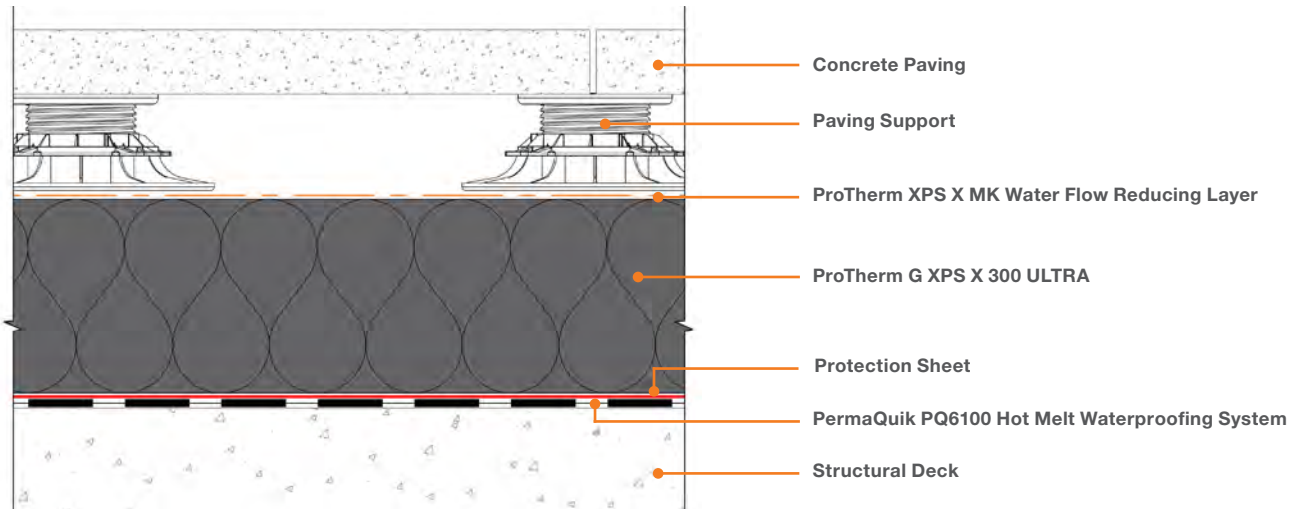 Concrete Paving
Paving Support
ProTherm XPS X MK Water Flow Reducing Layer
ProTherm G XPS X 300 ULTRA
Protection Sheet
PermaQuik PQ6100 Hot Melt Waterproofing System
Structural Deck